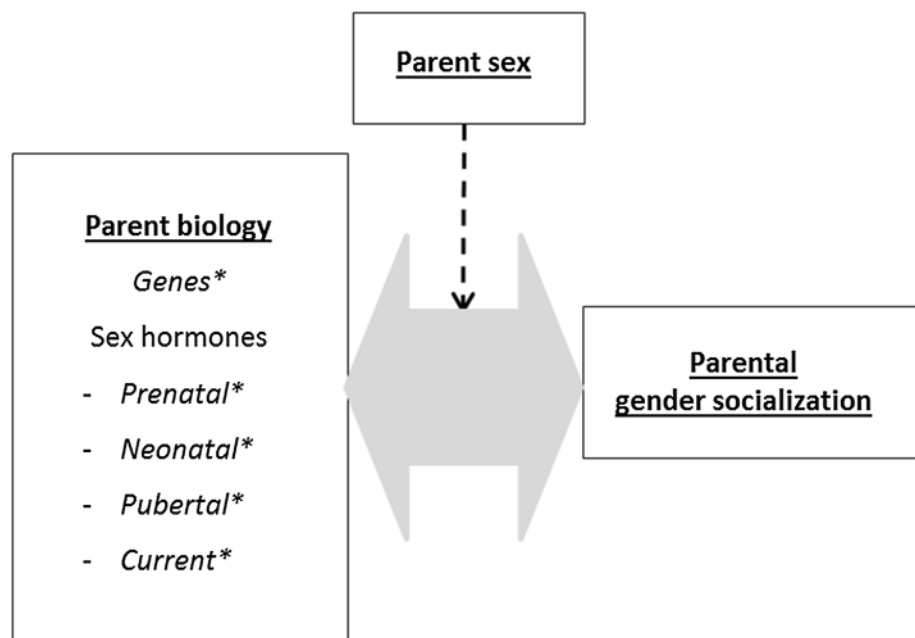 Parent sex
Parent biology
Genes*
Sex hormones
- Prenatal*
- Neonatal*
- Pubertal*
- Current*
Parental
gender socialization